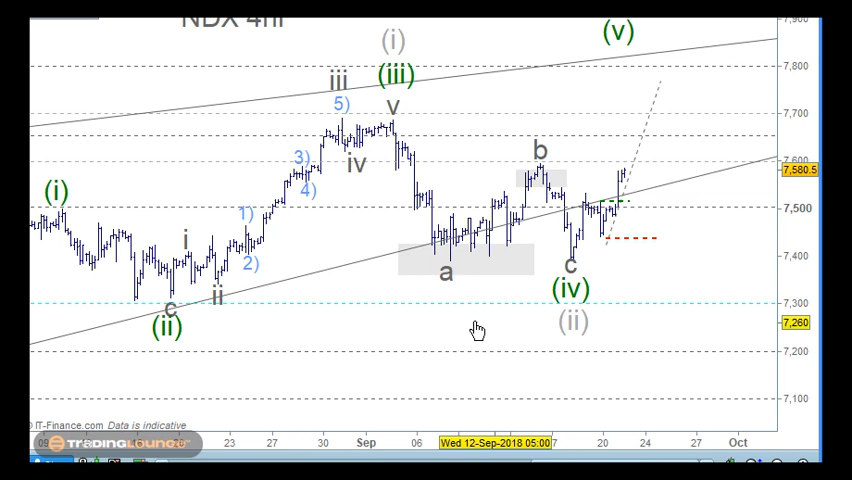 NDX 4hr
7,900
(v)
(i)
7,800
iii
(iii)
5)
v
7,700
iv
3)
b
7,600
7,580.5
4)
(i)
1)
7,500
i
2)
7,400
a
c
ii
(iv)
c
7,300
(ii)
(ii)
7,260
7,200
7,100
© IT-Finance.com Data is indicative
23
27
30
Sep
06
Wed 12-Sep-2018 05:00
7
20
24
27
Oct
TRADINGLOUNGE